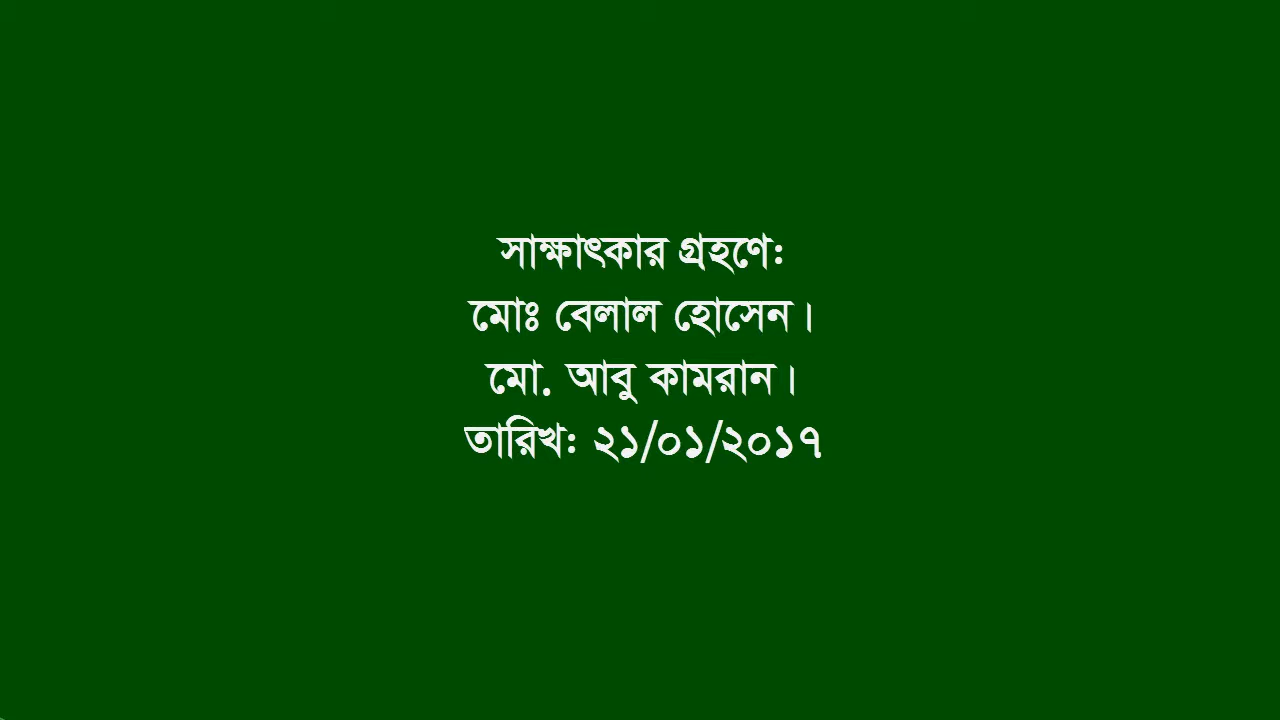 সাক্ষাৎকার গ্রহণে:
মোঃ বেলাল হোসেন।
মো. আবু কামরান।
তারিখ: ২১/০১/২০১৭